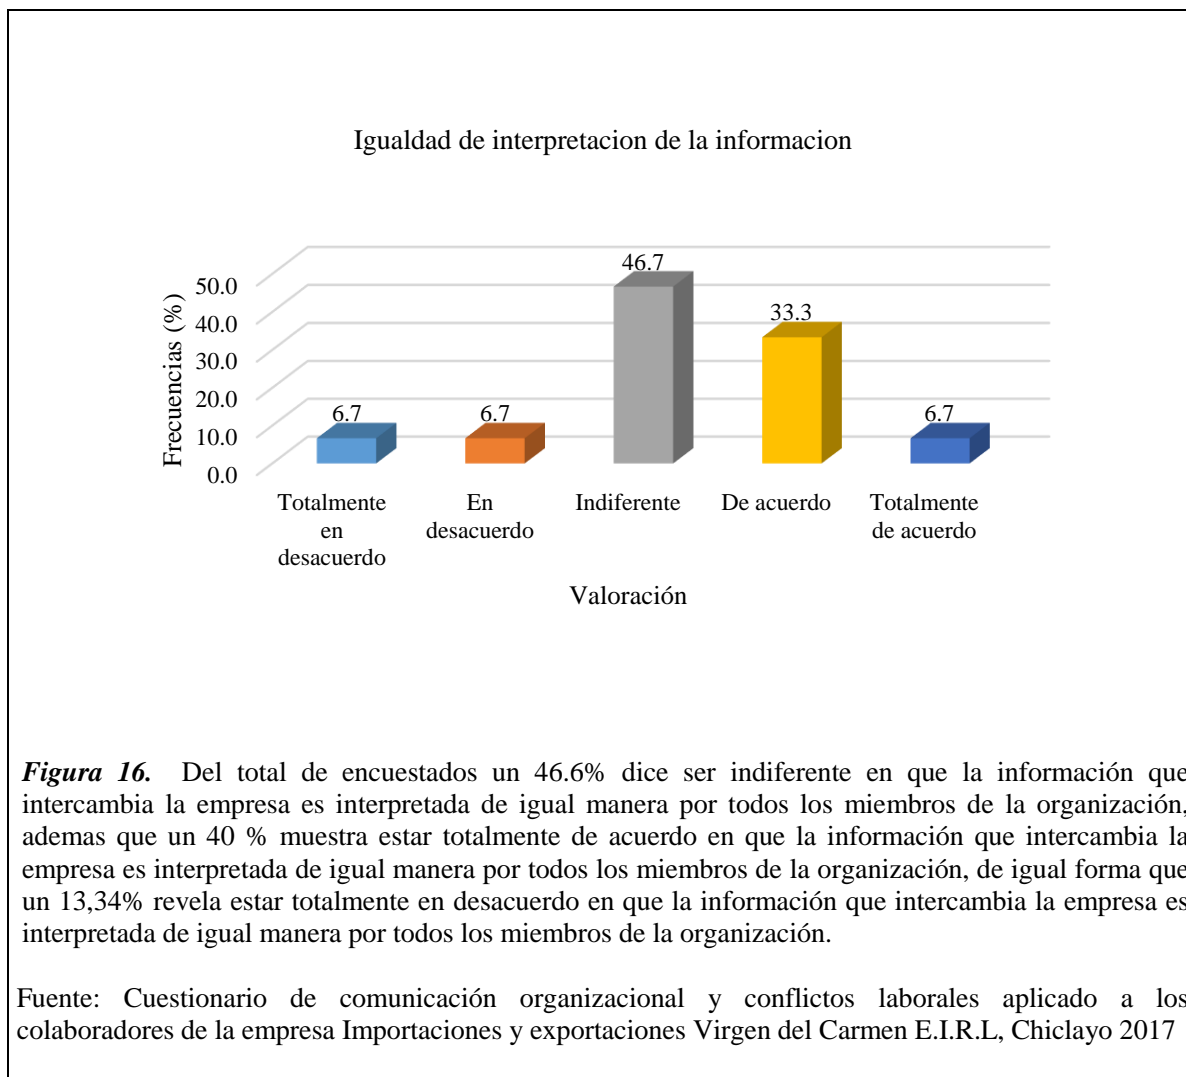 Igualdad de interpretacion de la informacion
46.7
50.0
33.3
40.0
30.0
20.0
6.7
6.7
6.7
10.0
0.0
Frecuencias (%)
Totalmente
en
desacuerdo
En
desacuerdo
Indiferente
De acuerdo
Totalmente
de acuerdo
Valoración
Figura 16. Del total de encuestados un 46.6% dice ser indiferente en que la información que
intercambia la empresa es interpretada de igual manera por todos los miembros de la organización,
ademas que un 40 % muestra estar totalmente de acuerdo en que la información que intercambia la
empresa es interpretada de igual manera por todos los miembros de la organización, de igual forma que
un 13,34% revela estar totalmente en desacuerdo en que la información que intercambia la empresa es
interpretada de igual manera por todos los miembros de la organización.
Fuente: Cuestionario de comunicación organizacional y conflictos laborales aplicado a los
colaboradores de la empresa Importaciones y exportaciones Virgen del Carmen E.I.R.L, Chiclayo 2017